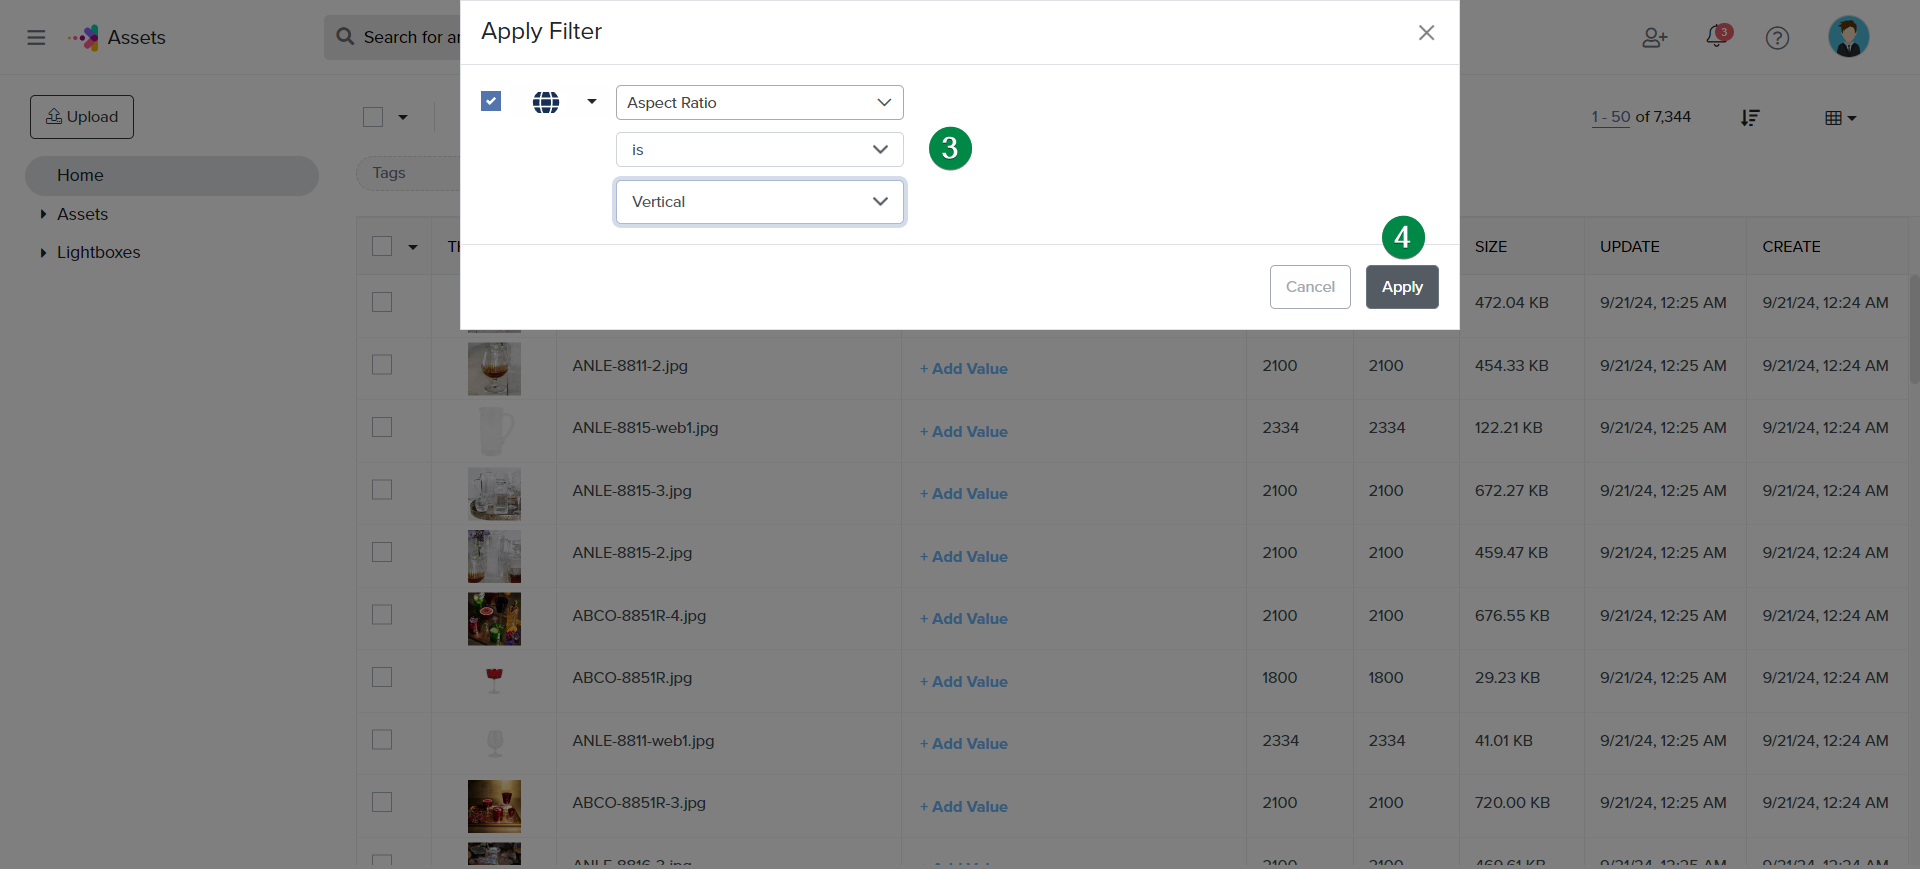 Assets
Search for an
Apply Filter
3
Aspect Ratio
is
3
Vertical
4
Cancel
Apply
Upload
1 - 50 of 7,344
Home
Tags
Assets
Lightboxes
SIZE UPDATE CREATE
472.04 KB 9/21/24, 12:25 AM 9/21/24, 12:24 AM
ANLE-8811-2.jpg + Add Value 2100 2100 454.33 KB 9/21/24, 12:25 AM 9/21/24, 12:24 AM
ANLE-8815-web1.jpg + Add Value 2334 2334 122.21 KB 9/21/24, 12:25 AM 9/21/24, 12:24 AM
ANLE-8815-3.jpg + Add Value 2100 2100 672.27 KB 9/21/24, 12:25 AM 9/21/24, 12:24 AM
ANLE-8815-2.jpg + Add Value 2100 2100 459.47 KB 9/21/24, 12:25 AM 9/21/24, 12:24 AM
ABCO-8851R-4.jpg + Add Value 2100 2100 676.55 KB 9/21/24, 12:25 AM 9/21/24, 12:24 AM
ABCO-8851R.jpg + Add Value 1800 1800 29.23 KB 9/21/24, 12:25 AM 9/21/24, 12:24 AM
ANLE-8811-web1.jpg + Add Value 2334 2334 41.01 KB 9/21/24, 12:25 AM 9/21/24, 12:24 AM
ABCO-8851R-3.jpg + Add Value 2100 2100 720.00 KB 9/21/24, 12:25 AM 9/21/24, 12:24 AM